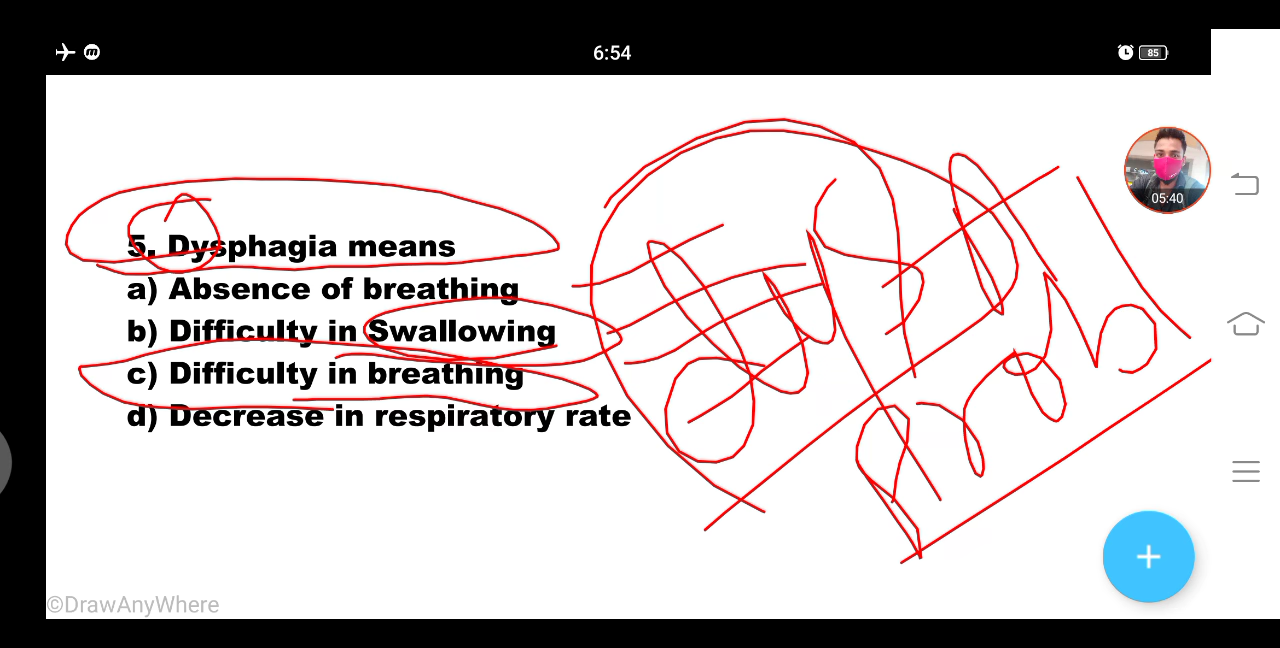 6:54
85
05:40
5. Dysphagia means
a) Absence of breathing
b) Difficulty in Swallowing
c) Difficulty in breathing
d) Decrease in respiratory rate
©DrawAnyWhere